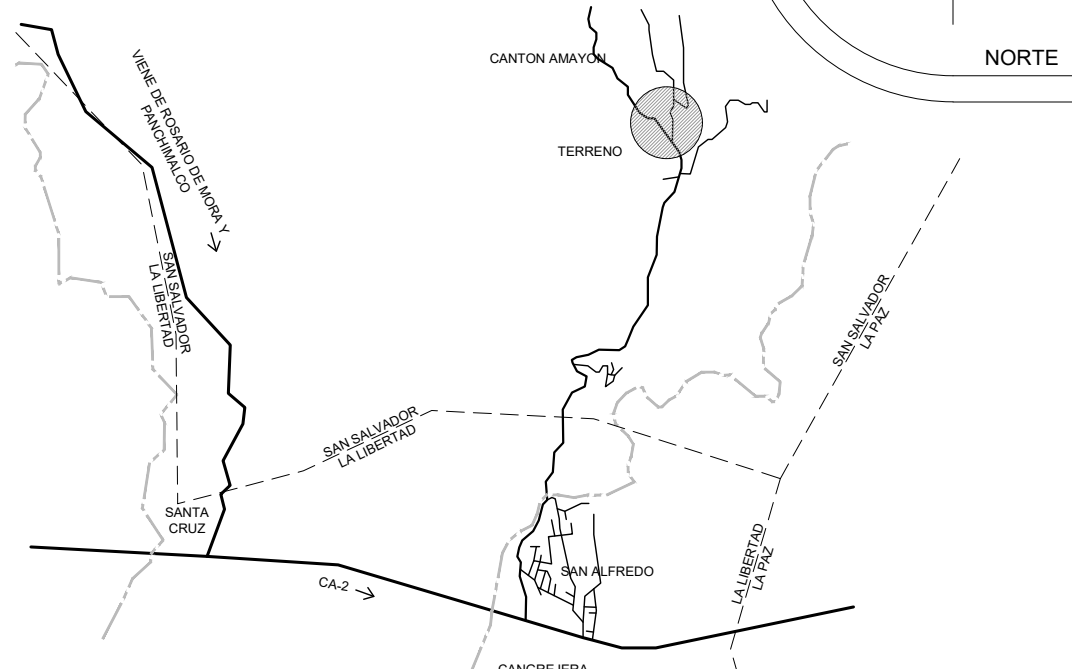 NORTE
CANTON AMAYON
VIENE DE ROSARIO DE MORA Y
PANCHIMALCO
TERRENO
SAN SALVADOR
LA LIBERTAD
SAN SALVADOR
LA PAZ
SAN SALVADOR
LA LIBERTAD
SANTA
CRUZ
LA LIBERTAD
LA PAZ
SAN ALFREDO
CA-2
CANGREJERA